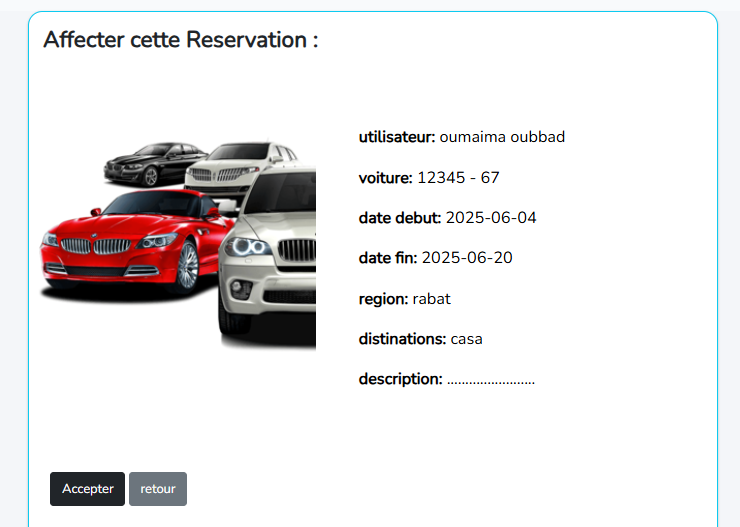 Affecter cette Reservation :
utilisateur: oumaima oubbad
voiture: 12345 - 67
date debut: 2025-06-04
date fin: 2025-06-20
region: rabat
distinations: casa
description: ........................
Accepter retour